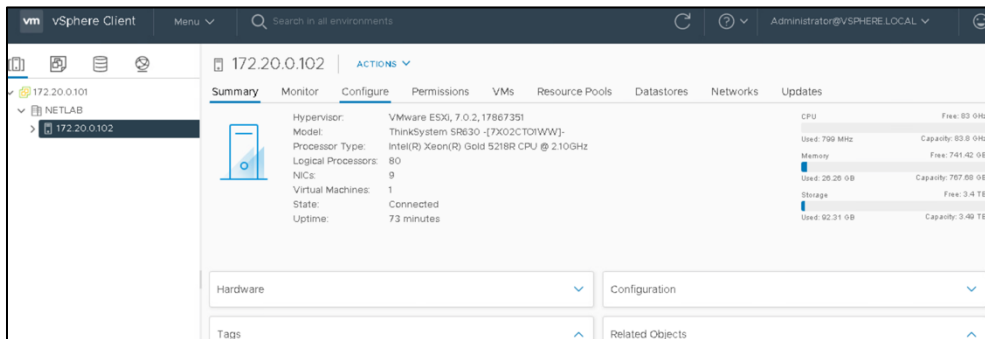 vm vSphere Client Menu Search in all environments Administrator@VSPHERE.LOCAL
172.20.0.101
NETLAB
172.20.0.102
172.20.0.102 ACTIONS
Summary Monitor Configure Permissions VMs Resource Pools Datastores Networks Updates
Hypervisor: VMware ESXi, 7.0.2, 17867351
Model: ThinkSystem SR630 -[7X02CTO1WW]-
Processor Type: Intel(R) Xeon(R) Gold 5218R CPU @ 2.10GHz
Logical Processors: 80
NICs: 9
Virtual Machines: 1
State: Connected
Uptime: 73 minutes
CPU Free: 83 GHz
Used: 799 MHz Capacity: 83.8 GHz
Memory Free: 741.42 GB
Used: 26.26 GB Capacity: 767.68 GB
Storage Free: 3.4 TB
Used: 92.31 GB Capacity: 3.49 TB
Hardware Configuration
Tags Related Objects